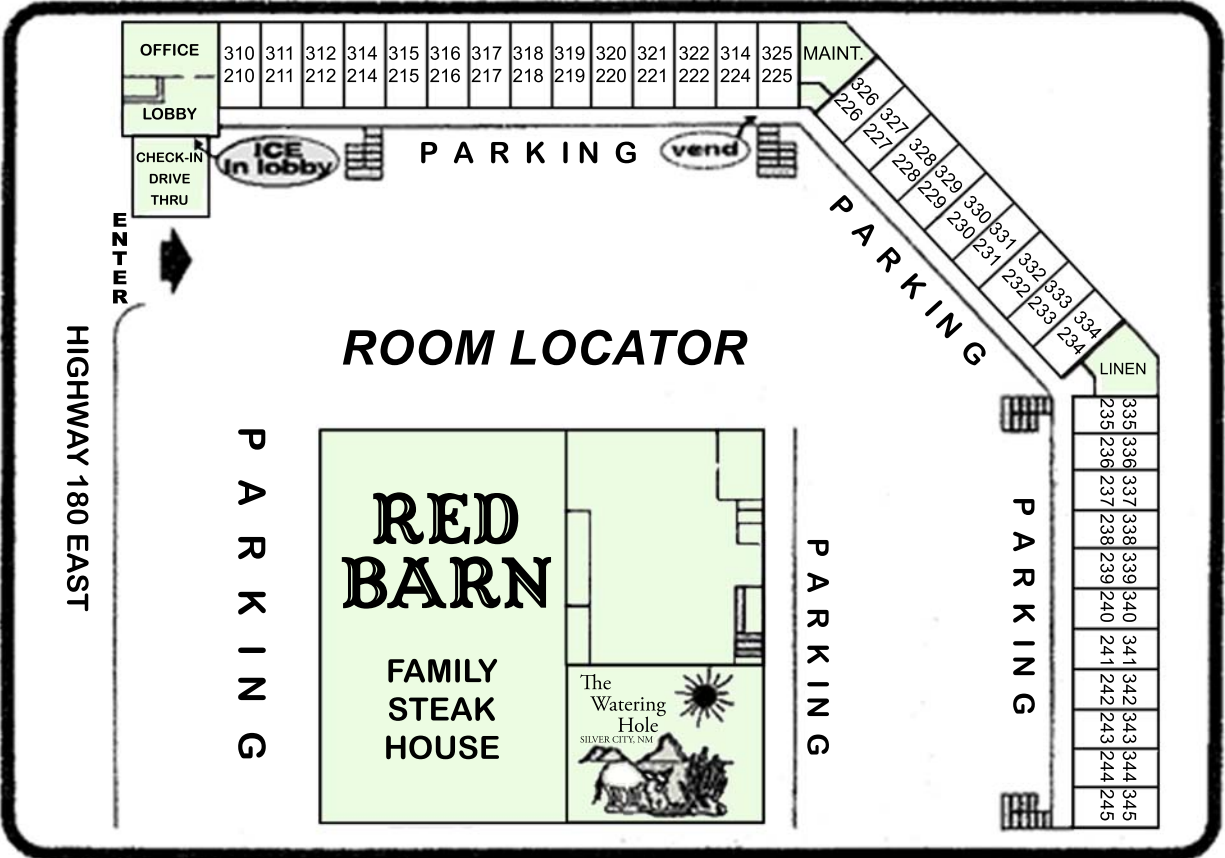 OFFICE
LOBBY
310 311 312 314 315 316 317 318 319 320 321 322 314 325
210 211 212 214 215 216 217 218 219 220 221 222 224 225
MAINT.
326 327 328 329 330 331 332 333 334
226 227 228 229 230 231 232 233 234
LINEN
CHECK-IN
DRIVE
THRU
ICE
In lobby
PARKING
vend
PARKING
ENTER
HIGHWAY 180 EAST
ROOM LOCATOR
335 336 337 338 339 340 341 342 343 344 345
235 236 237 238 239 240 241 242 243 244 245
PARKING
RED
BARN
FAMILY
STEAK
HOUSE
The
Watering
Hole
SILVER CITY, NM
PARKING
PARKING